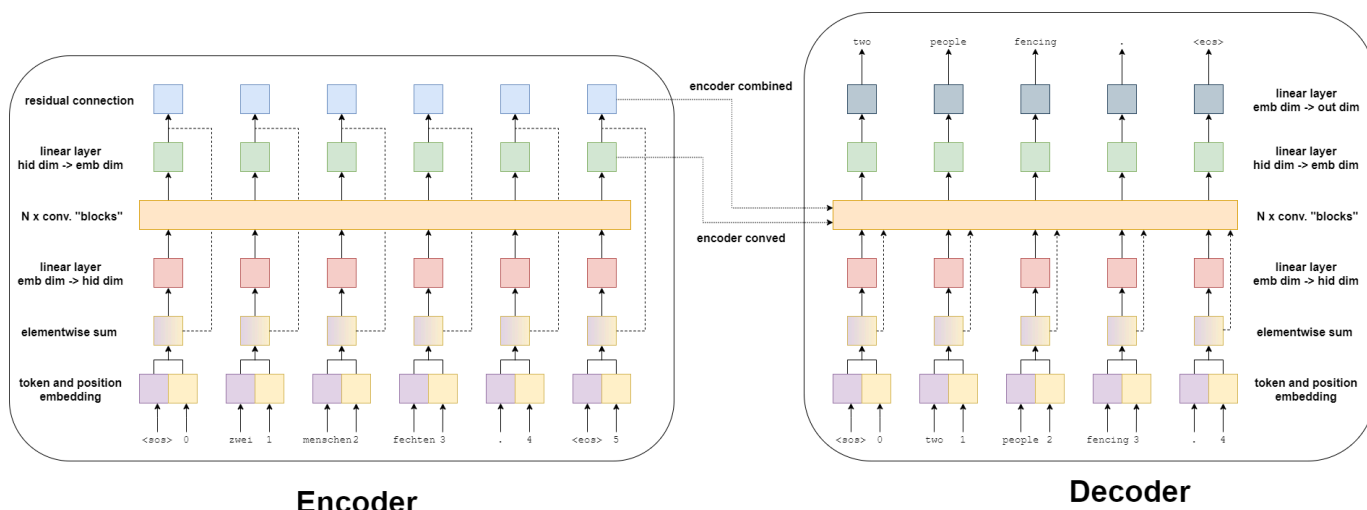 residual connection
linear layer
hid dim -> emb dim
N x conv. "blocks"
linear layer
emb dim -> hid dim
elementwise sum
token and position
embedding
<sos> 0 zwei 1 menschen 2 fechten 3 . 4 <eos> 5
Encoder
encoder combined
encoder conved
two people fencing . <eos>
linear layer
emb dim -> out dim
linear layer
hid dim -> emb dim
N x conv. "blocks"
linear layer
emb dim -> hid dim
elementwise sum
token and position
embedding
<sos> 0 two 1 people 2 fencing 3 . 4
Decoder